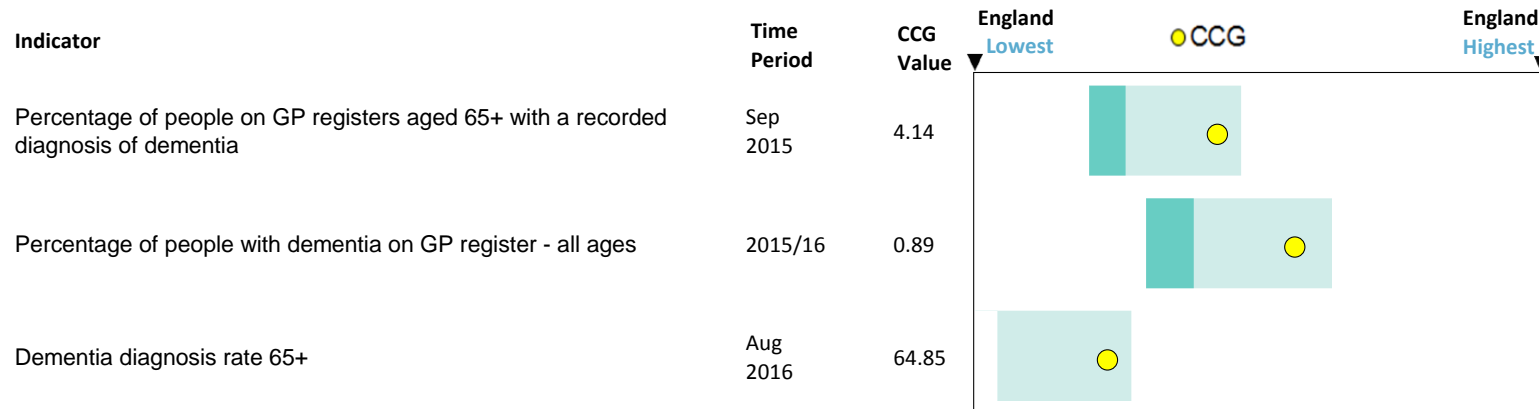 Indicator
Time
Period
CCG
Value
England
Lowest
CCG
England
Highest
Percentage of people on GP registers aged 65+ with a recorded
diagnosis of dementia
Sep
2015
4.14
Percentage of people with dementia on GP register - all ages
2015/16
0.89
Dementia diagnosis rate 65+
Aug
2016
64.85